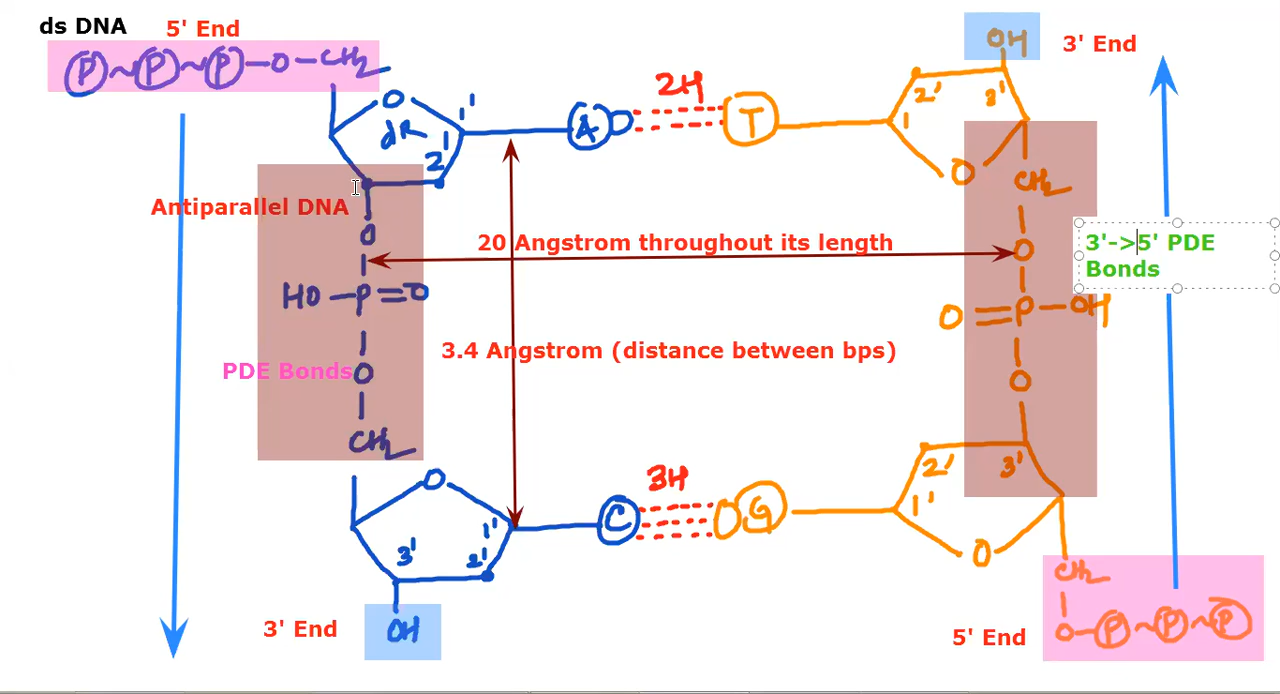 ds DNA
5' End
P~P~P-O-CH2
OH
3' End
O
dR
1'
1
2
A
2H
T
1
2'
3'
O
CH2
Antiparallel DNA
O
HO-P=O
O
CH2
20 Angstrom throughout its length
3.4 Angstrom (distance between bps)
PDE Bonds
O
O=P-OH
O
3'->5' PDE
Bonds
O
1'
2'
3'
C
3H
G
2'
3'
1'
O
3' End
OH
CH2
O-P~P~P
5' End